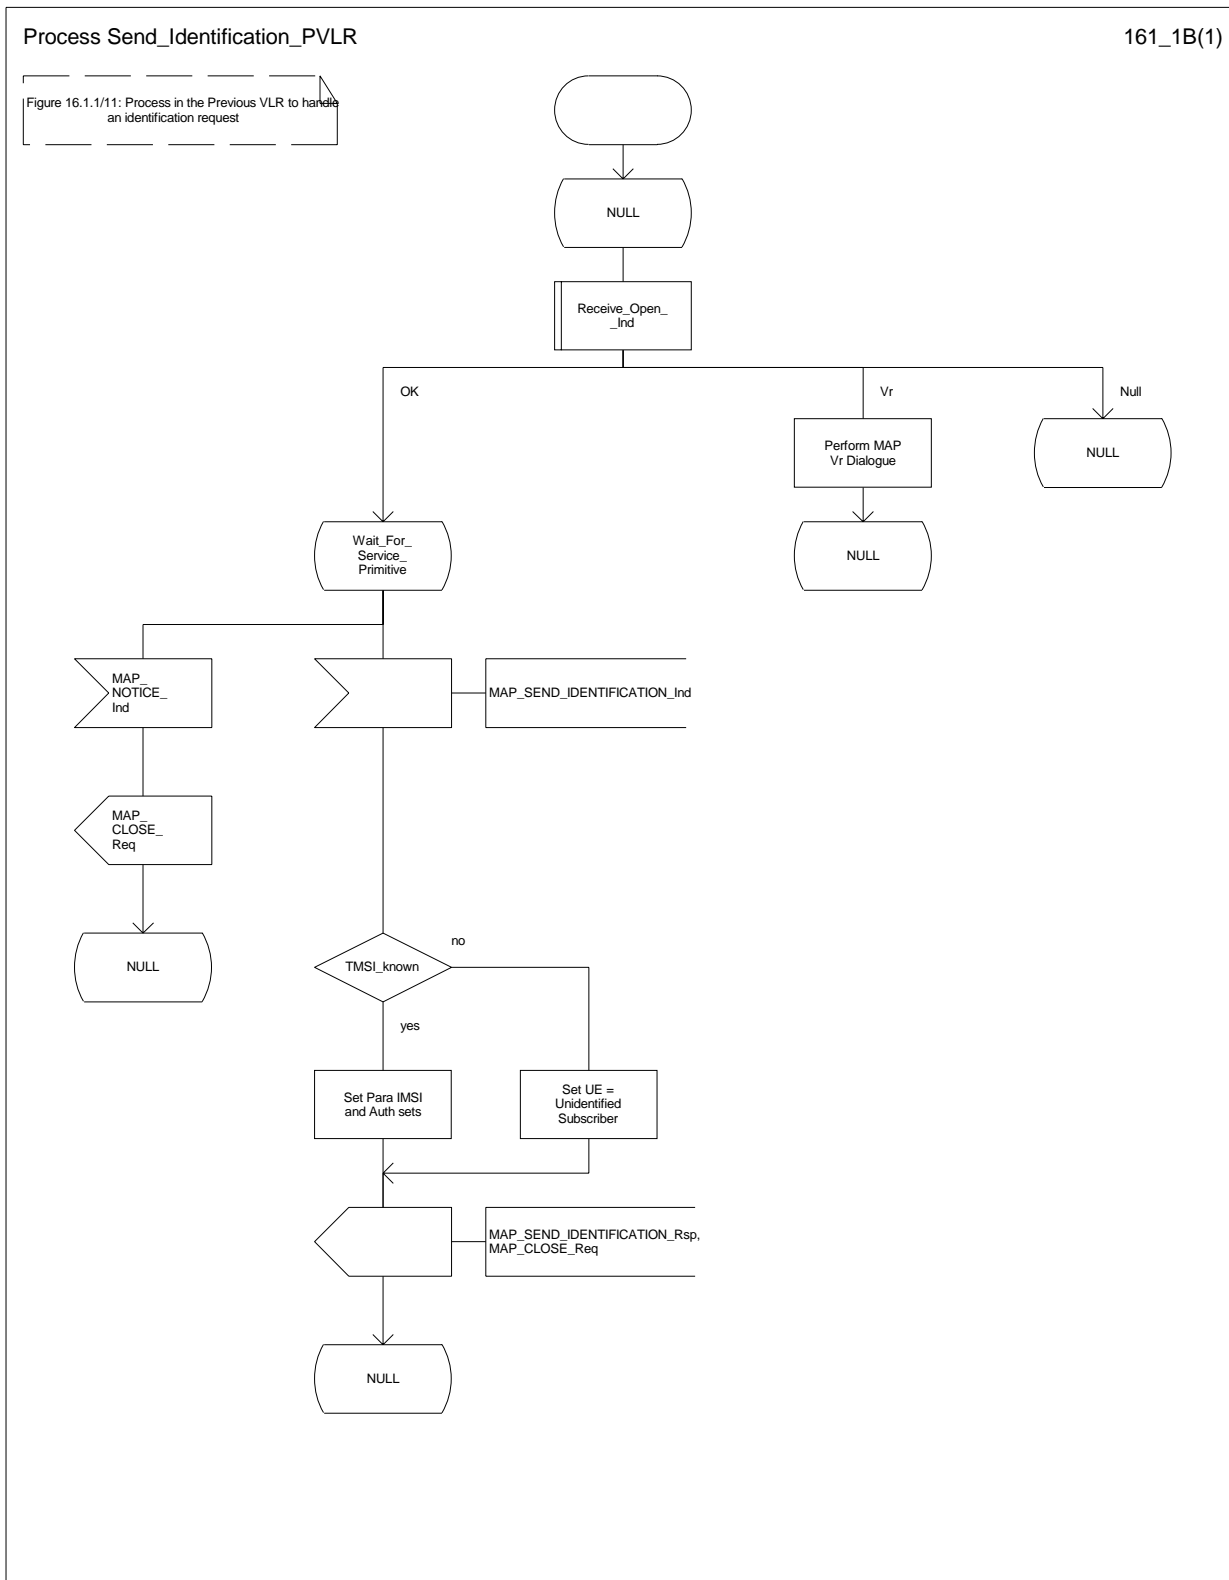 Process Send_Identification_PVLR
161_1B(1)
Figure 16.1.1/11: Process in the Previous VLR to handle
an identification request
NULL
Receive_Open_
_Ind
OK
Vr
Null
Perform MAP
Vr Dialogue
NULL
Wait_For_
Service_
Primitive
NULL
MAP_
NOTICE_
Ind
MAP_SEND_IDENTIFICATION_Ind
MAP_
CLOSE_
Req
NULL
TMSI_known
no
yes
Set Para IMSI
and Auth sets
Set UE =
Unidentified
Subscriber
MAP_SEND_IDENTIFICATION_Rsp,
MAP_CLOSE_Req
NULL